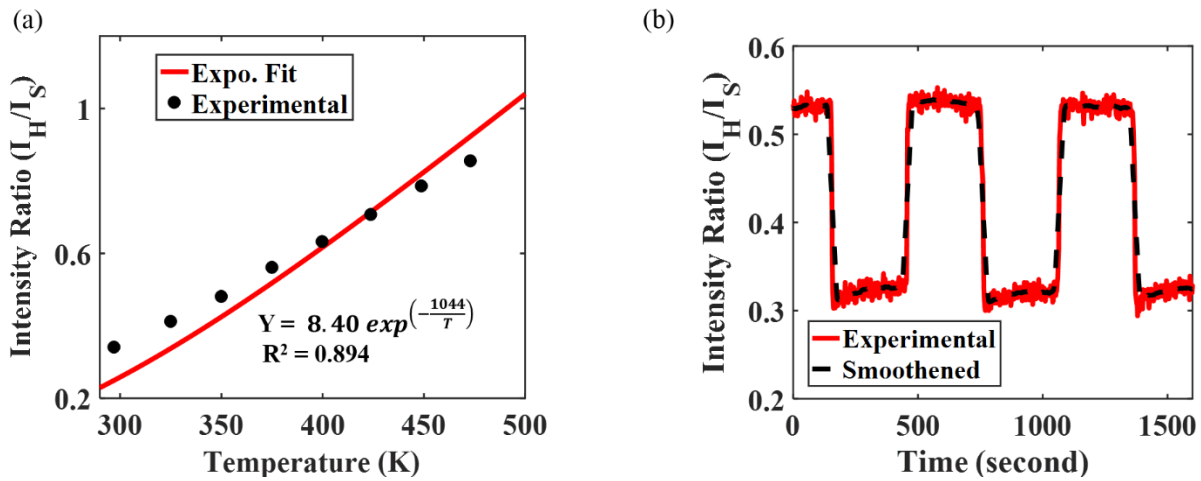 (a)
Intensity Ratio (I_H/I_S)
1
0.6
0.2
Expo. Fit
Experimental
Y = 8.40 exp^(-1044/T)
R² = 0.894
300 350 400 450 500
Temperature (K)
(b)
Intensity Ratio (I_H/I_S)
0.6
0.5
0.4
0.3
0.2
Experimental
Smoothened
0 500 1000 1500
Time (second)